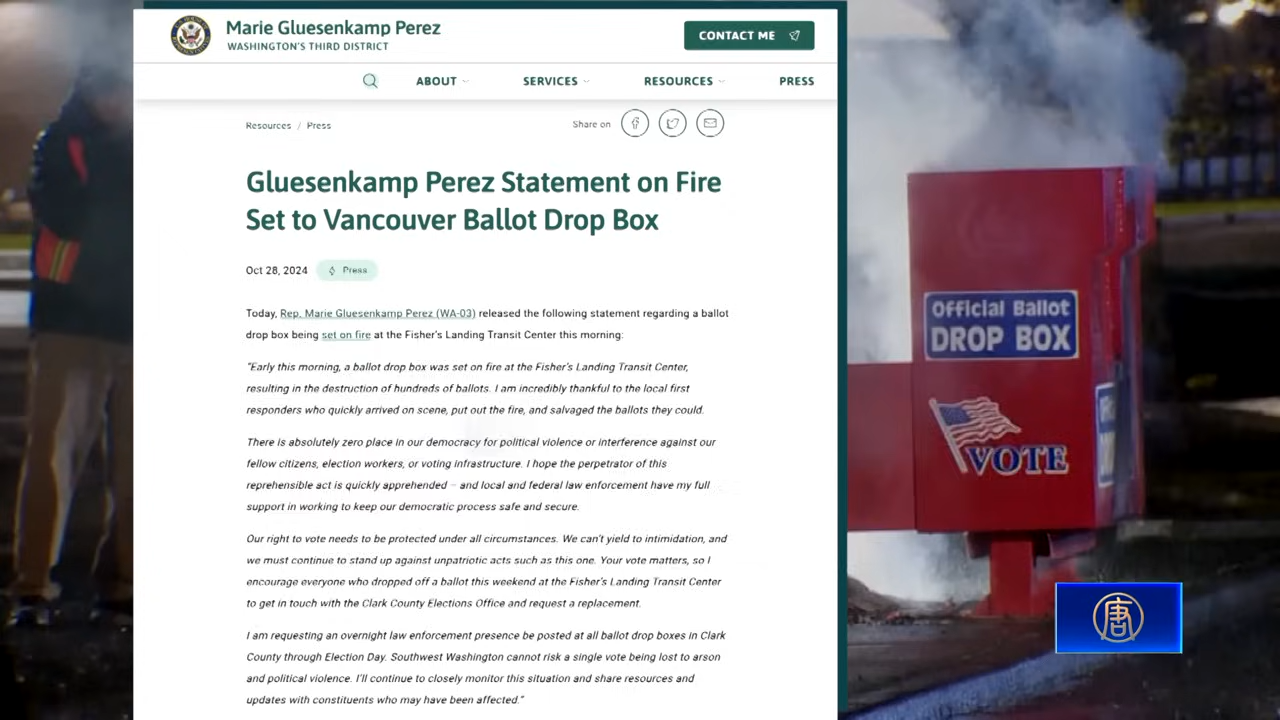 Marie Gluesenkamp Perez
WASHINGTON'S THIRD DISTRICT
CONTACT ME
ABOUT
SERVICES
RESOURCES
PRESS
Resources / Press
Share on
Gluesenkamp Perez Statement on Fire
Set to Vancouver Ballot Drop Box
Oct 28, 2024
Press
Today, Rep. Marie Gluesenkamp Perez (WA-03) released the following statement regarding a ballot
drop box being set on fire at the Fisher's Landing Transit Center this morning:
"Early this morning, a ballot drop box was set on fire at the Fisher's Landing Transit Center,
resulting in the destruction of hundreds of ballots. I am incredibly thankful to the local first
responders who quickly arrived on scene, put out the fire, and salvaged the ballots they could.
There is absolutely zero place in our democracy for political violence or interference against our
fellow citizens, election workers, or voting infrastructure. I hope the perpetrator of this
reprehensible act is quickly apprehended – and local and federal law enforcement have my full
support in working to keep our democratic process safe and secure.
Our right to vote needs to be protected under all circumstances. We can't yield to intimidation, and
we must continue to stand up against unpatriotic acts such as this one. Your vote matters, so I
encourage everyone who dropped off a ballot this weekend at the Fisher's Landing Transit Center
to get in touch with the Clark County Elections Office and request a replacement.
I am requesting an overnight law enforcement presence be posted at all ballot drop boxes in Clark
County through Election Day. Southwest Washington cannot risk a single vote being lost to arson
and political violence. I'll continue to closely monitor this situation and share resources and
updates with constituents who may have been affected."
Official Ballot
DROP BOX
VOTE
唐